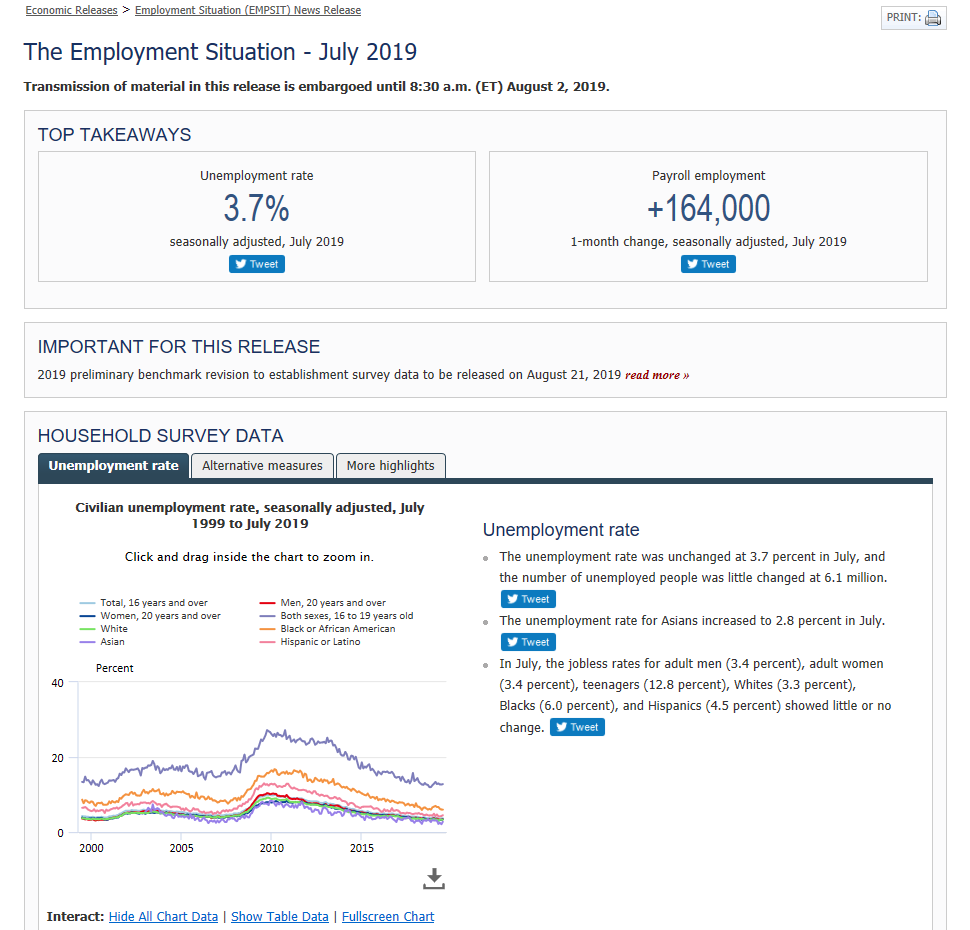 Economic Releases > Employment Situation (EMPSIT) News Release
PRINT:
The Employment Situation - July 2019
Transmission of material in this release is embargoed until 8:30 a.m. (ET) August 2, 2019.
TOP TAKEAWAYS
Unemployment rate
3.7%
seasonally adjusted, July 2019
Tweet
Payroll employment
+164,000
1-month change, seasonally adjusted, July 2019
Tweet
IMPORTANT FOR THIS RELEASE
2019 preliminary benchmark revision to establishment survey data to be released on August 21, 2019 read more »
HOUSEHOLD SURVEY DATA
Unemployment rate
Alternative measures
More highlights
Civilian unemployment rate, seasonally adjusted, July
1999 to July 2019
Click and drag inside the chart to zoom in.
Total, 16 years and over
Men, 20 years and over
Women, 20 years and over
Both sexes, 16 to 19 years old
White
Black or African American
Asian
Hispanic or Latino
Percent
40
20
0
2000
2005
2010
2015
Interact: Hide All Chart Data | Show Table Data | Fullscreen Chart
Unemployment rate
The unemployment rate was unchanged at 3.7 percent in July, and
the number of unemployed people was little changed at 6.1 million.
Tweet
The unemployment rate for Asians increased to 2.8 percent in July.
Tweet
In July, the jobless rates for adult men (3.4 percent), adult women
(3.4 percent), teenagers (12.8 percent), Whites (3.3 percent),
Blacks (6.0 percent), and Hispanics (4.5 percent) showed little or no
change. Tweet